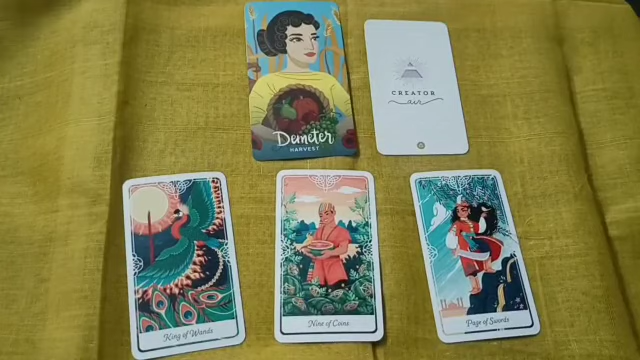 Demeter
HARVEST
CREATOR
air
King of Wands
Nine of Coins
Page of Swords